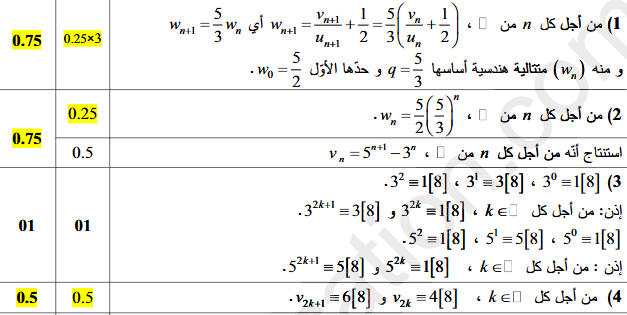 0.75 0.25×3 1) من أجل كل n من □ ، w_{n+1} = v_{n+1}/u_{n+1} + 1/2 = 5/3 (v_n/u_n + 1/2) أي w_{n+1} = 5/3 w_n
و منه (w_n) متتالية هندسية أساسها q = 5/3 و حدّها الأوّل w_0 = 5/2 .
0.75 0.25 2) من أجل كل n من □ ، w_n = 5/2 (5/3)^n .
0.5 استنتاج أنّه من أجل كل n من □ ، v_n = 5^{n+1} − 3^n
3) 3^0 ≡ 1[8] ، 3^1 ≡ 3[8] ، 3^2 ≡ 1[8] .
01 01 إذن: من أجل كل k ∈ □ ، 3^{2k} ≡ 1[8] و 3^{2k+1} ≡ 3[8] .
5^0 ≡ 1[8] ، 5^1 ≡ 5[8] ، 5^2 ≡ 1[8] .
إذن : من أجل كل k ∈ □ ، 5^{2k} ≡ 1[8] و 5^{2k+1} ≡ 5[8] .
0.5 0.5 4) من أجل كل k ∈ □ ، v_{2k} ≡ 4[8] و v_{2k+1} ≡ 6[8] .